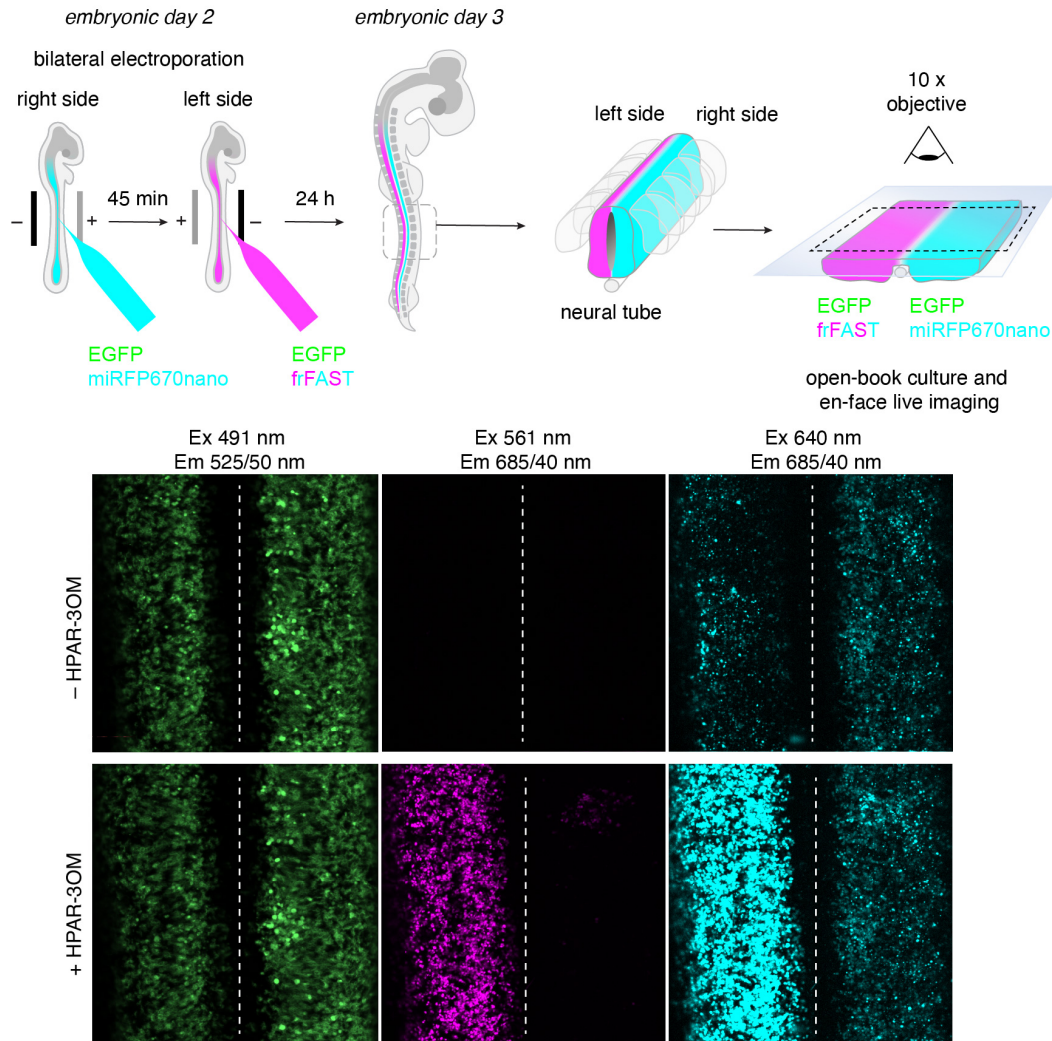 embryonic day 2
embryonic day 3
bilateral electroporation
right side
left side
45 min
24 h
–
+
+
–
EGFP
miRFP670nano
EGFP
frFAST
left side
right side
neural tube
10 x
objective
EGFP
frFAST
EGFP
miRFP670nano
open-book culture and
en-face live imaging
Ex 491 nm
Em 525/50 nm
Ex 561 nm
Em 685/40 nm
Ex 640 nm
Em 685/40 nm
– HPAR-3OM
+ HPAR-3OM